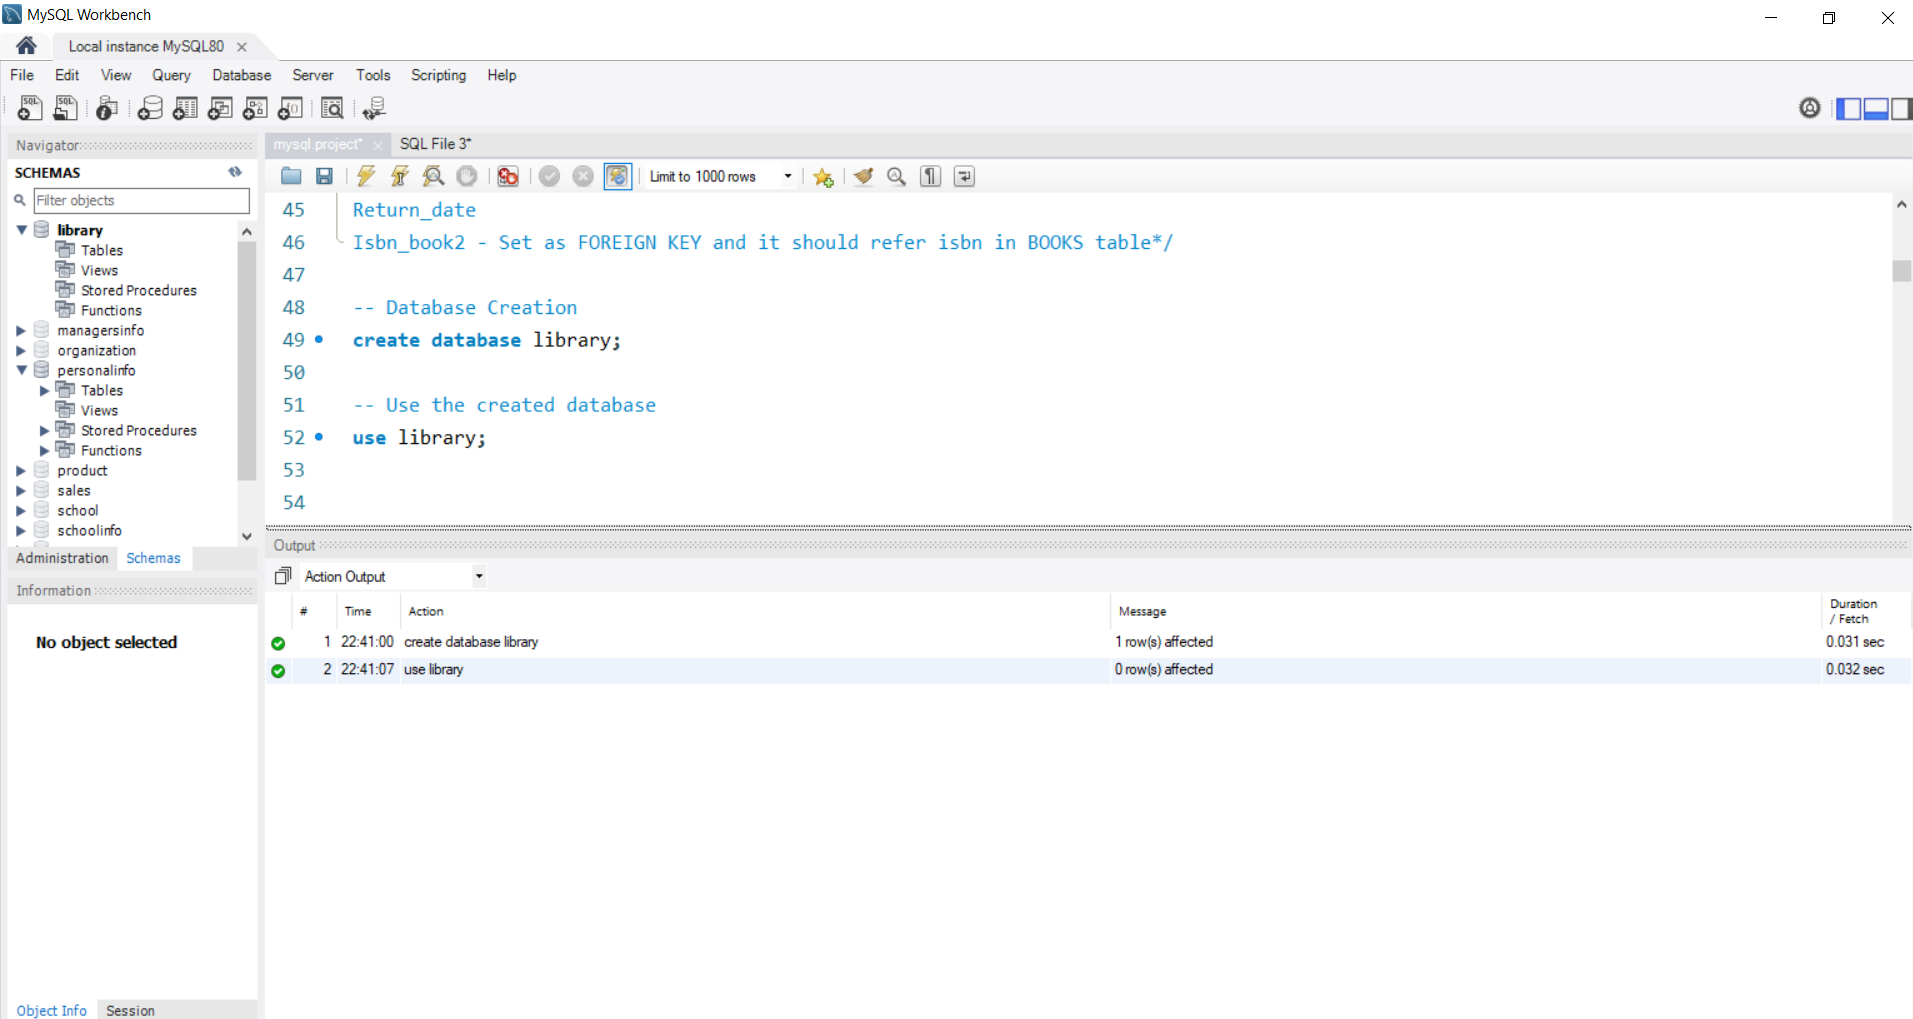 MySQL Workbench
Local instance MySQL80
File Edit View Query Database Server Tools Scripting Help
Navigator
SCHEMAS
Filter objects
library
Tables
Views
Stored Procedures
Functions
managersinfo
organization
personalinfo
Tables
Views
Stored Procedures
Functions
product
sales
school
schoolinfo
Administration Schemas
Information
No object selected
Object Info Session
mysql.project* SQL File 3*
Limit to 1000 rows
45 Return_date
46 Isbn_book2 - Set as FOREIGN KEY and it should refer isbn in BOOKS table*/
47
48 -- Database Creation
49 create database library;
50
51 -- Use the created database
52 use library;
53
54
Output
Action Output
# Time Action Message Duration / Fetch
1 22:41:00 create database library 1 row(s) affected 0.031 sec
2 22:41:07 use library 0 row(s) affected 0.032 sec